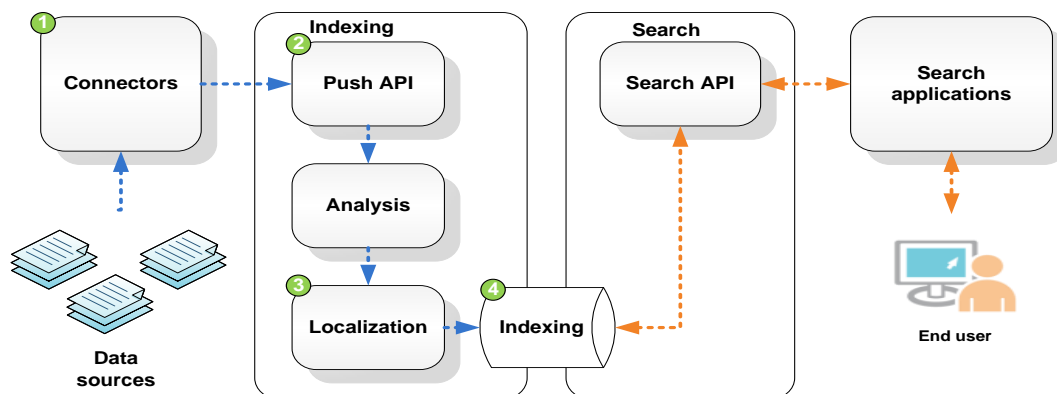 1
Connectors
Data
sources
Indexing
2
Push API
Analysis
3
Localization
4
Indexing
Search
Search API
Search
applications
End user